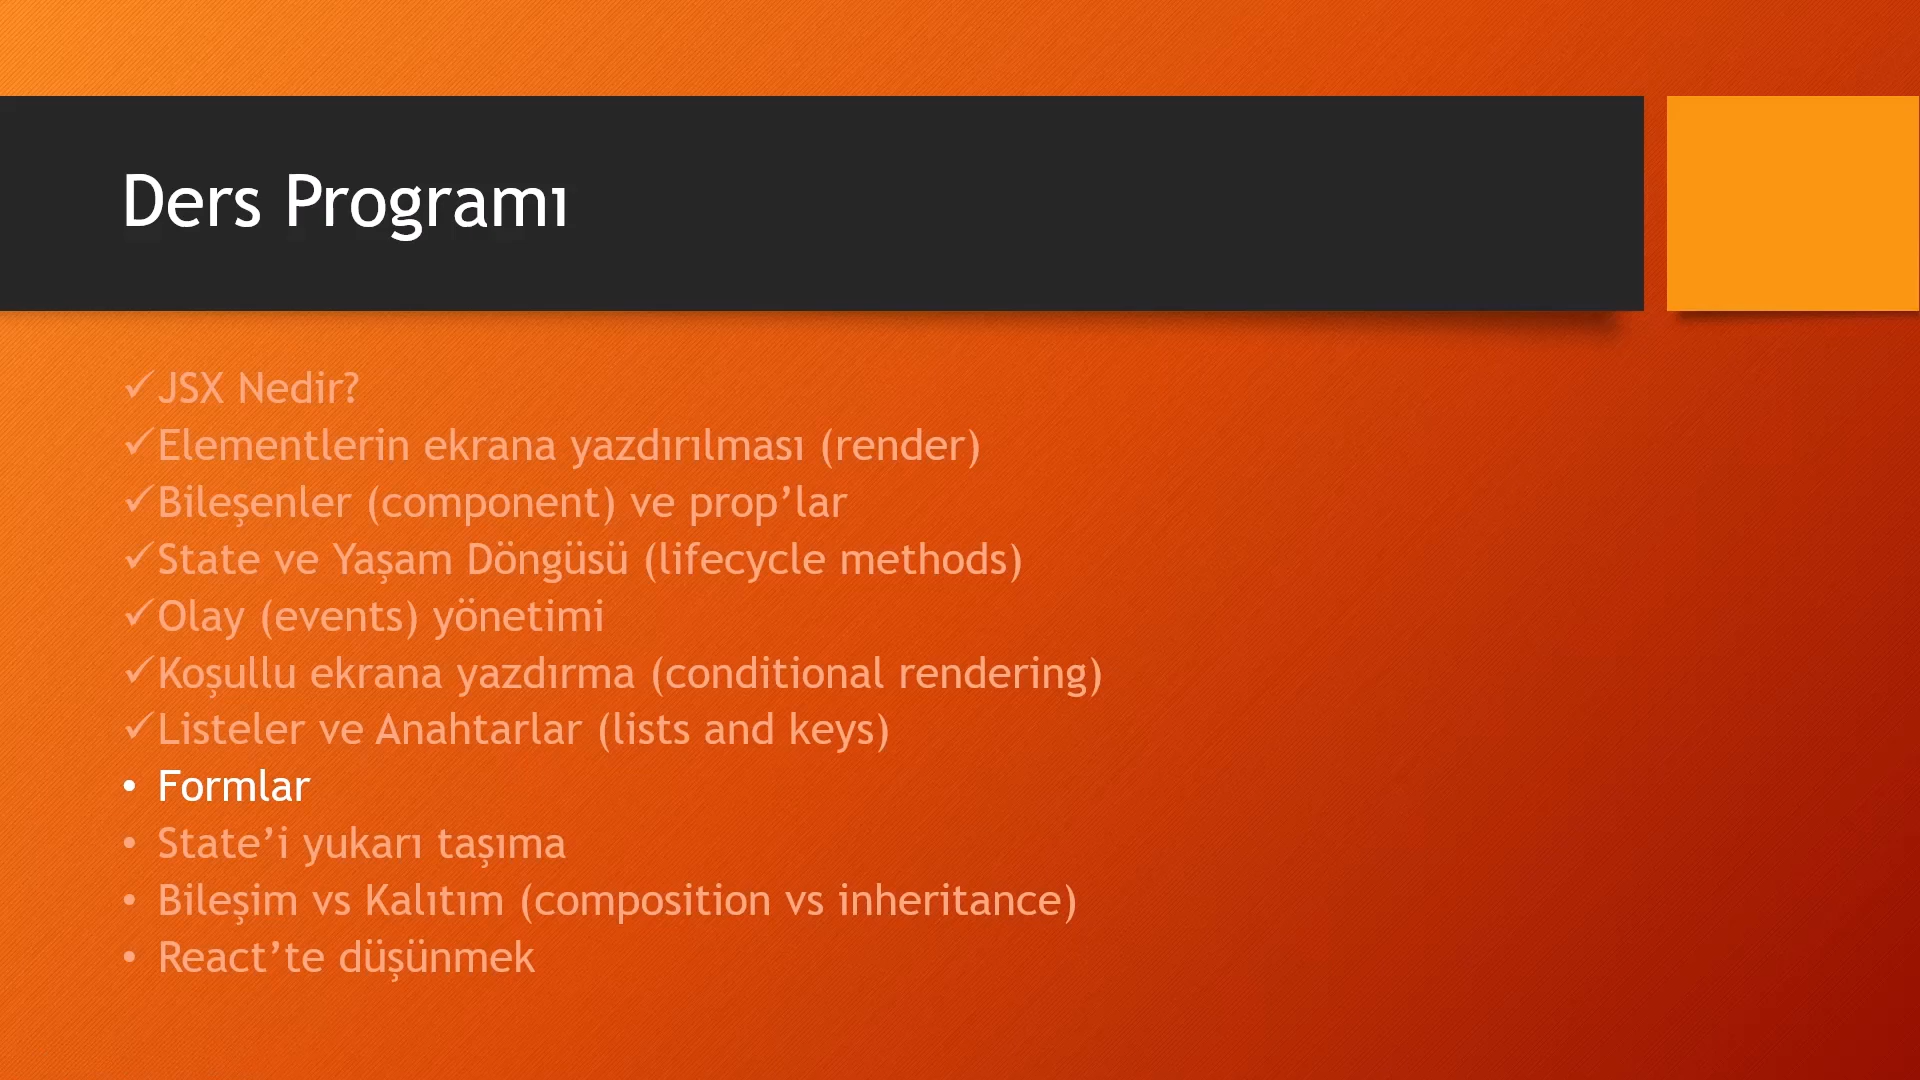 Ders Programı
✓JSX Nedir?
✓Elementlerin ekrana yazdırılması (render)
✓Bileşenler (component) ve prop’lar
✓State ve Yaşam Döngüsü (lifecycle methods)
✓Olay (events) yönetimi
✓Koşullu ekrana yazdırma (conditional rendering)
✓Listeler ve Anahtarlar (lists and keys)
• Formlar
• State’i yukarı taşıma
• Bileşim vs Kalıtım (composition vs inheritance)
• React’te düşünmek